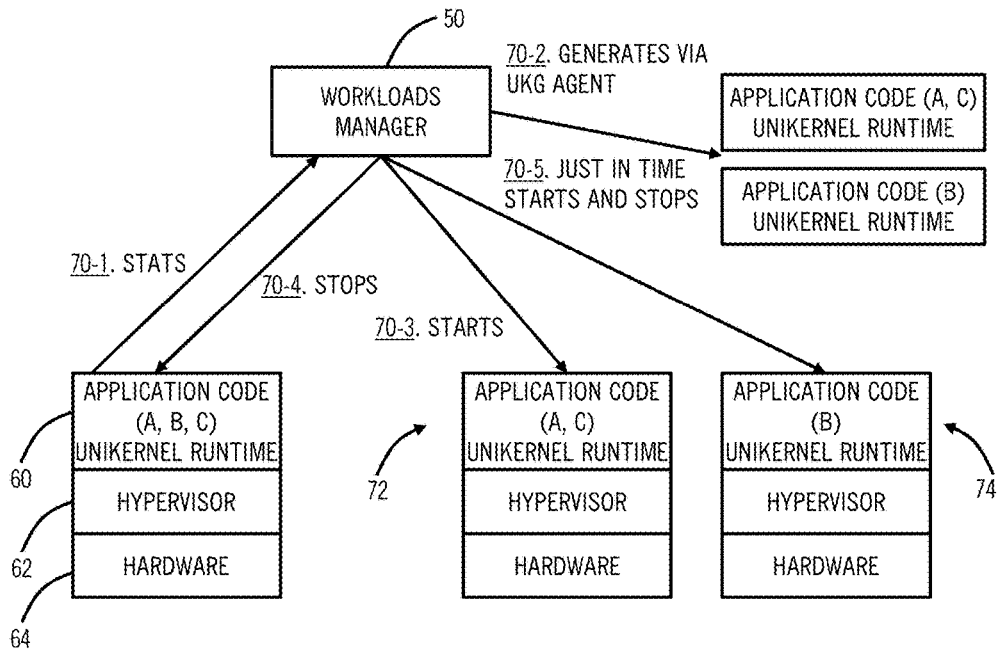 50
70-2. GENERATES VIA
UKG AGENT
WORKLOADS
MANAGER
APPLICATION CODE (A, C)
UNIKERNEL RUNTIME
70-5. JUST IN TIME
STARTS AND STOPS
APPLICATION CODE (B)
UNIKERNEL RUNTIME
70-1. STATS
70-4. STOPS
70-3. STARTS
APPLICATION CODE
(A, B, C)
UNIKERNEL RUNTIME
HYPERVISOR
HARDWARE
60
62
64
72
APPLICATION CODE
(A, C)
UNIKERNEL RUNTIME
HYPERVISOR
HARDWARE
APPLICATION CODE
(B)
UNIKERNEL RUNTIME
HYPERVISOR
HARDWARE
74